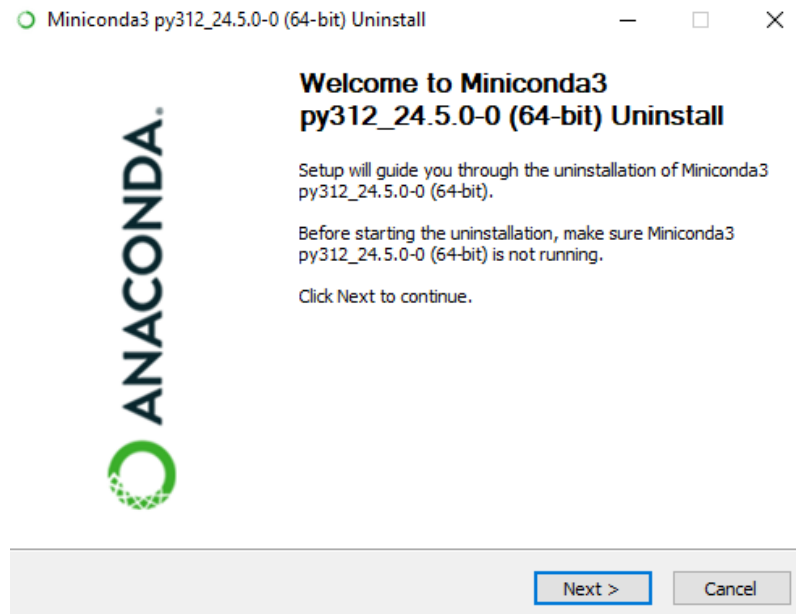 Miniconda3 py312_24.5.0-0 (64-bit) Uninstall
ANACONDA.
Welcome to Miniconda3
py312_24.5.0-0 (64-bit) Uninstall
Setup will guide you through the uninstallation of Miniconda3
py312_24.5.0-0 (64-bit).
Before starting the uninstallation, make sure Miniconda3
py312_24.5.0-0 (64-bit) is not running.
Click Next to continue.
Next >
Cancel